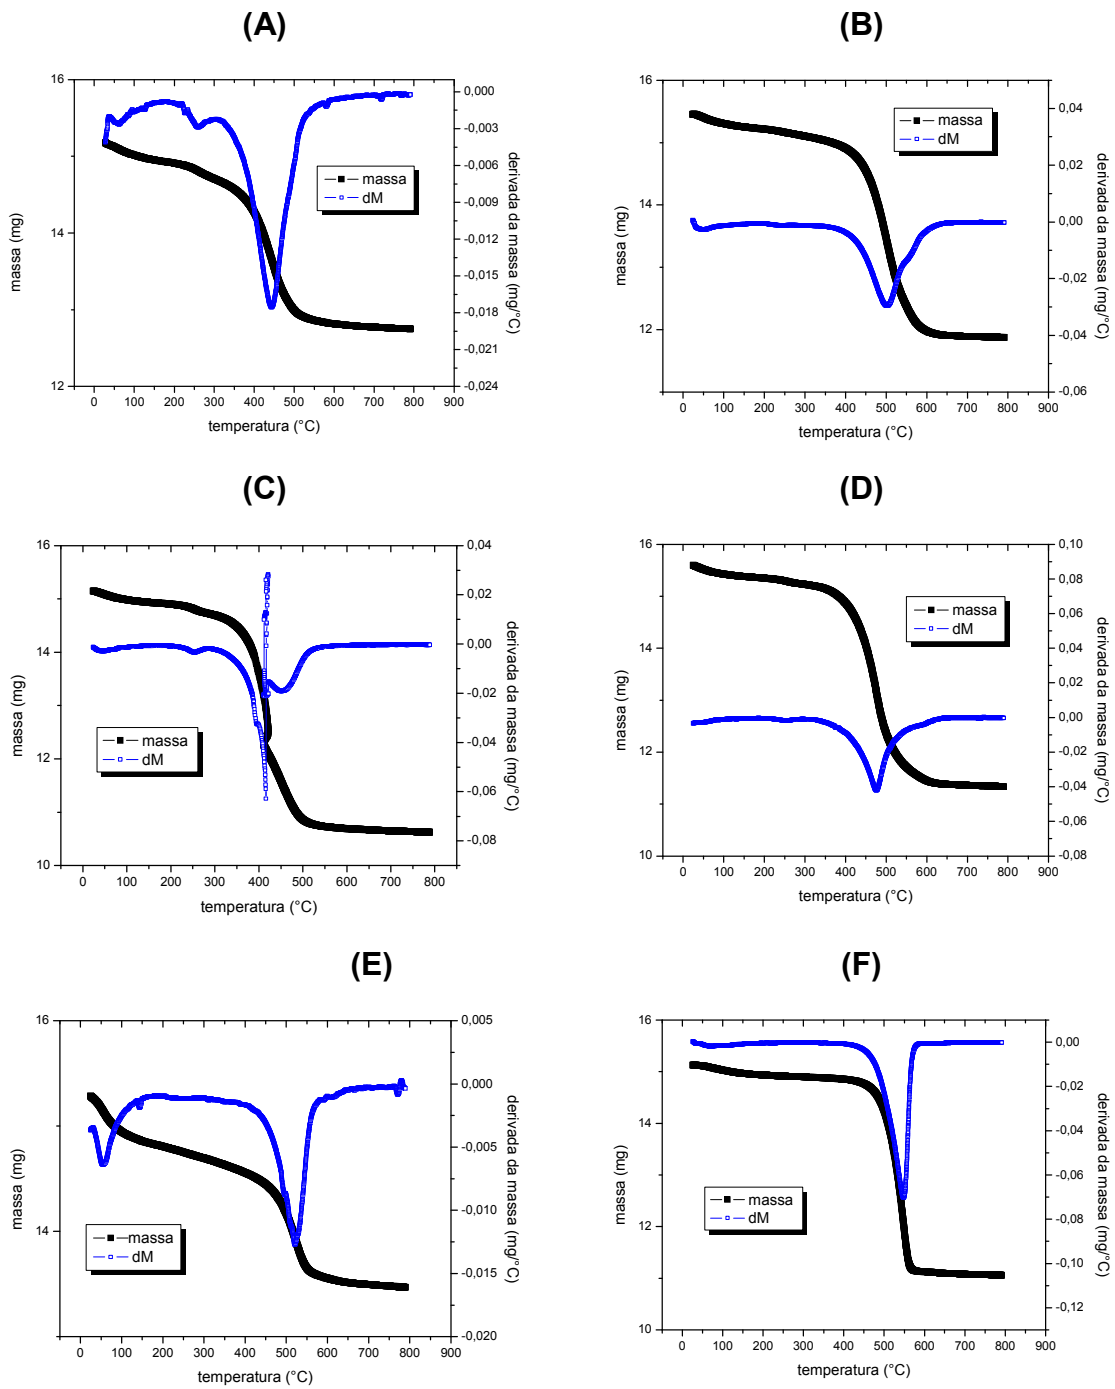 (A)
16
14
12
massa (mg)
0,000
-0,003
-0,006
-0,009
-0,012
-0,015
-0,018
-0,021
-0,024
derivada da massa (mg/°C)
massa
dM
0 100 200 300 400 500 600 700 800 900
temperatura (°C)
(B)
16
14
12
massa (mg)
0,04
0,02
0,00
-0,02
-0,04
-0,06
derivada da massa (mg/°C)
massa
dM
0 100 200 300 400 500 600 700 800 900
temperatura (°C)
(C)
16
14
12
10
massa (mg)
0,04
0,02
0,00
-0,02
-0,04
-0,06
-0,08
derivada da massa (mg/°C)
massa
dM
0 100 200 300 400 500 600 700 800
temperatura (°C)
(D)
16
14
12
10
massa (mg)
0,10
0,08
0,06
0,04
0,02
0,00
-0,02
-0,04
-0,06
-0,08
derivada da massa (mg/°C)
massa
dM
0 100 200 300 400 500 600 700 800 900
temperatura (°C)
(E)
16
14
massa (mg)
0,005
0,000
-0,005
-0,010
-0,015
-0,020
derivada da massa (mg/°C)
massa
dM
0 100 200 300 400 500 600 700 800 900
temperatura (°C)
(F)
16
14
12
10
massa (mg)
0,00
-0,02
-0,04
-0,06
-0,08
-0,10
-0,12
derivada da massa (mg/°C)
massa
dM
0 100 200 300 400 500 600 700 800 900
temperatura (°C)